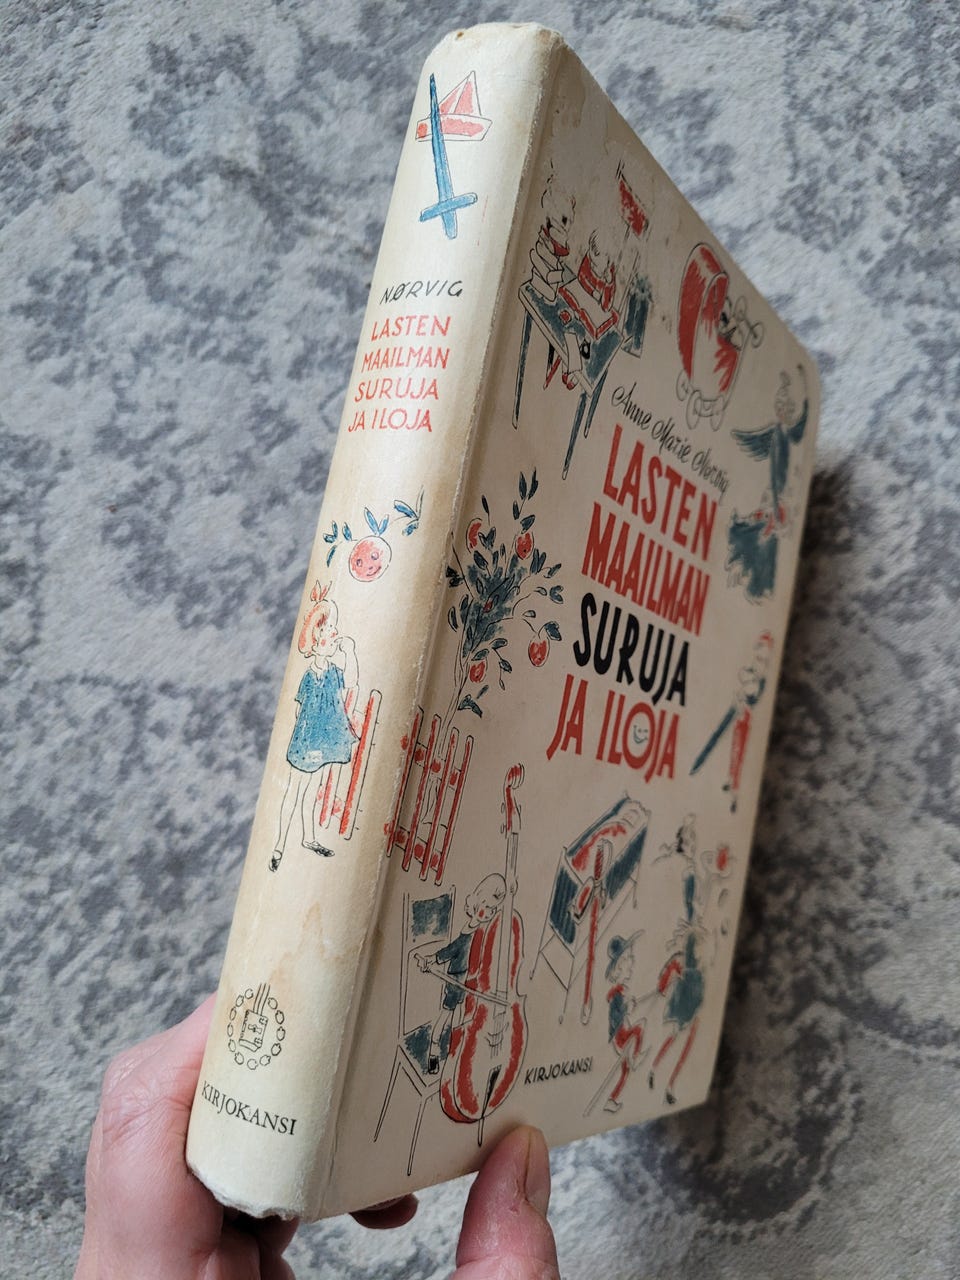 NØRVIG
LASTEN
MAAILMAN
SURUJA
JA ILOJA
KIRJOKANSI
Anne Marie Nørvig
LASTEN
MAAILMAN
SURUJA
JA ILOJA
KIRJOKANSI